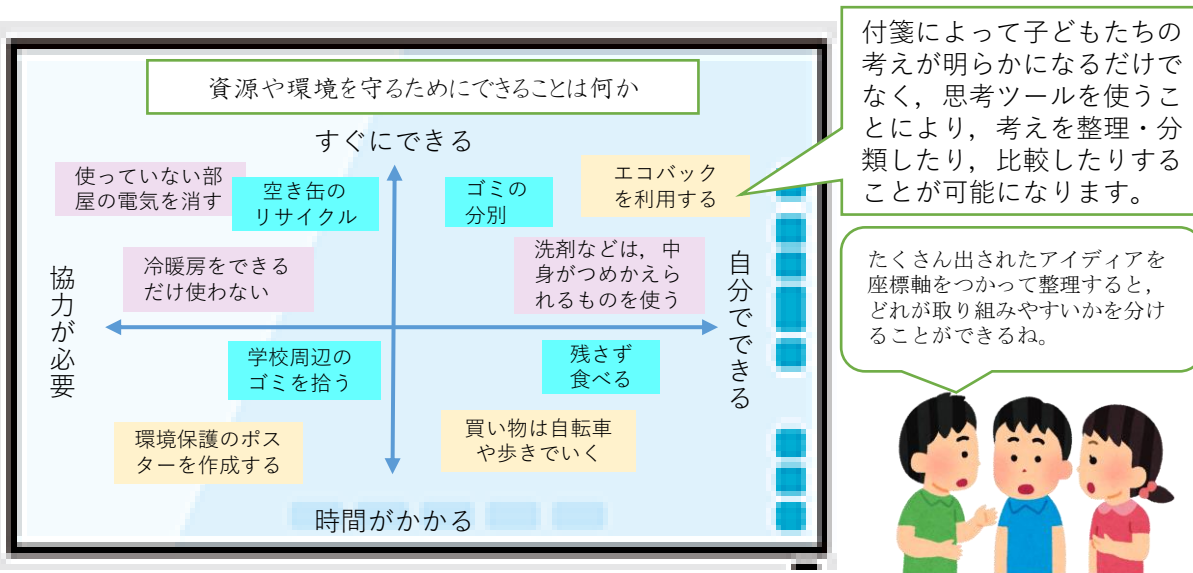 資源や環境を守るためにできることは何か
すぐにできる
使っていない部
屋の電気を消す
空き缶の
リサイクル
ゴミの
分別
エコバック
を利用する
冷暖房をできる
だけ使わない
洗剤などは，中
身がつめかえら
れるものを使う
協力が必要
自分でできる
学校周辺の
ゴミを拾う
残さず
食べる
環境保護のポス
ターを作成する
買い物は自転車
や歩きでいく
時間がかかる
付箋によって子どもたちの
考えが明らかになるだけで
なく，思考ツールを使うこ
とにより，考えを整理・分
類したり，比較したりする
ことが可能になります。
たくさん出されたアイディアを
座標軸をつかって整理すると，
どれが取り組みやすいかを分け
ることができるね。